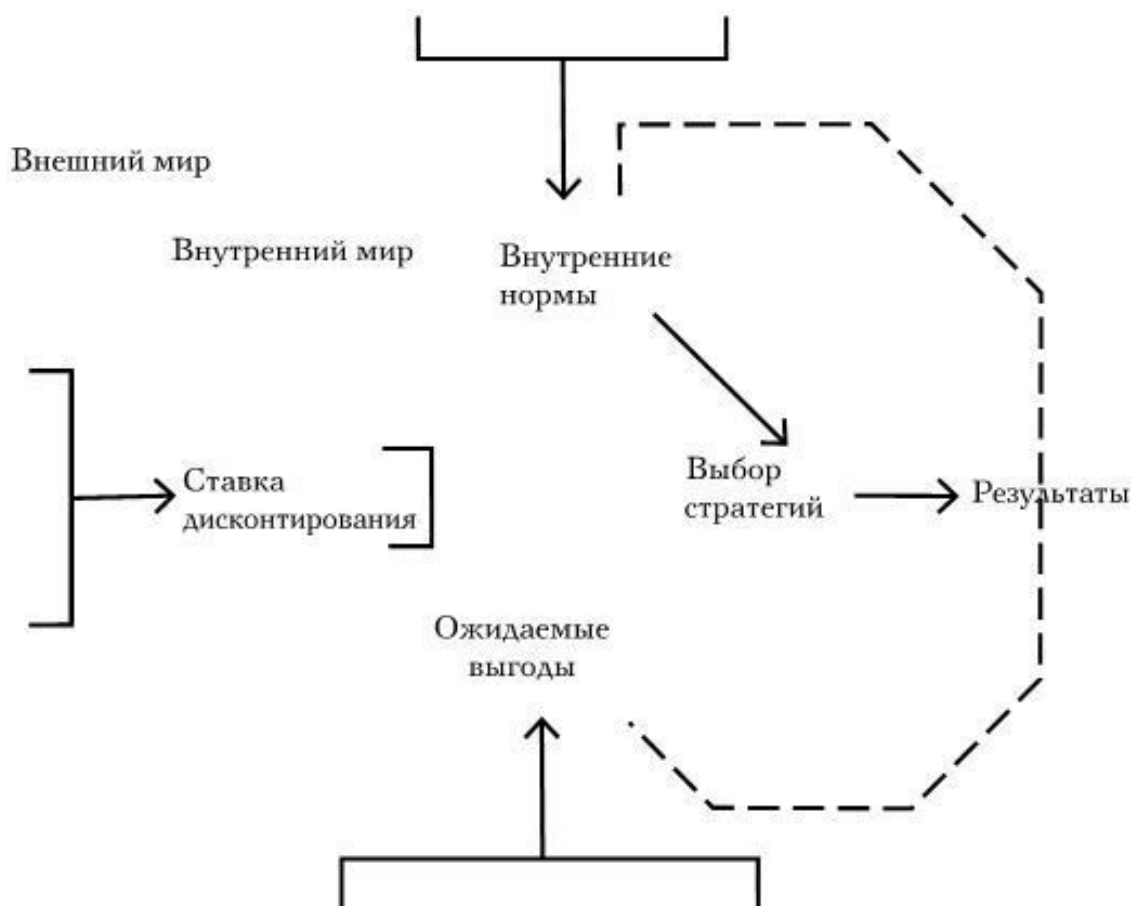 Внешний мир
Внутренний мир
Внутренние
нормы
Ставка
дисконтирования
Выбор
стратегий
Результаты
Ожидаемые
выгоды